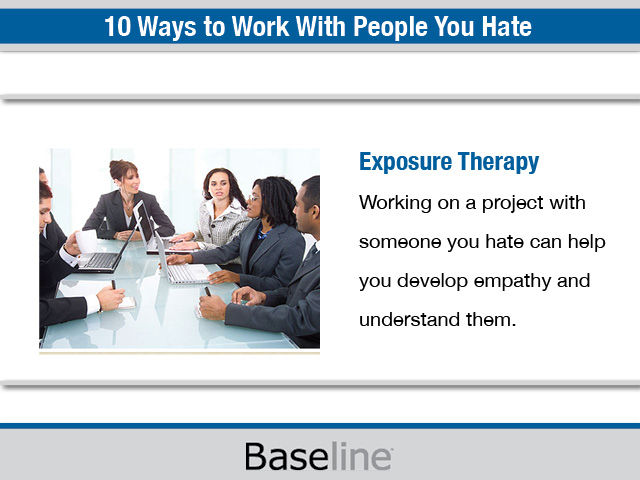 10 Ways to Work With People You Hate
Exposure Therapy
Working on a project with
someone you hate can help
you develop empathy and
understand them.
Baseline